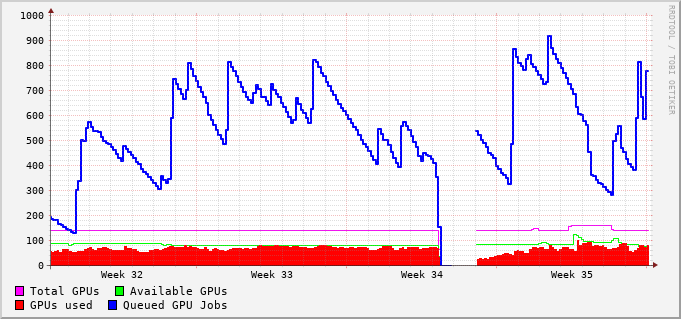 1000
900
800
700
600
500
400
300
200
100
0
Week 32 Week 33 Week 34 Week 35
Total GPUs Available GPUs
GPUs used Queued GPU Jobs
RRDTOOL / TOBI OETIKER